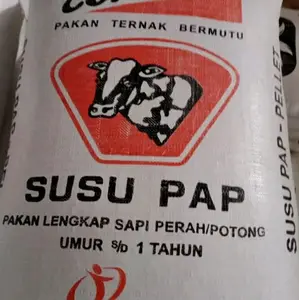 PAKAN TERNAK BERMUTU
SUSU PAP
PAKAN LENGKAP SAPI PERAH/POTONG
UMUR s/d 1 TAHUN
SUSU PAP - PELLET